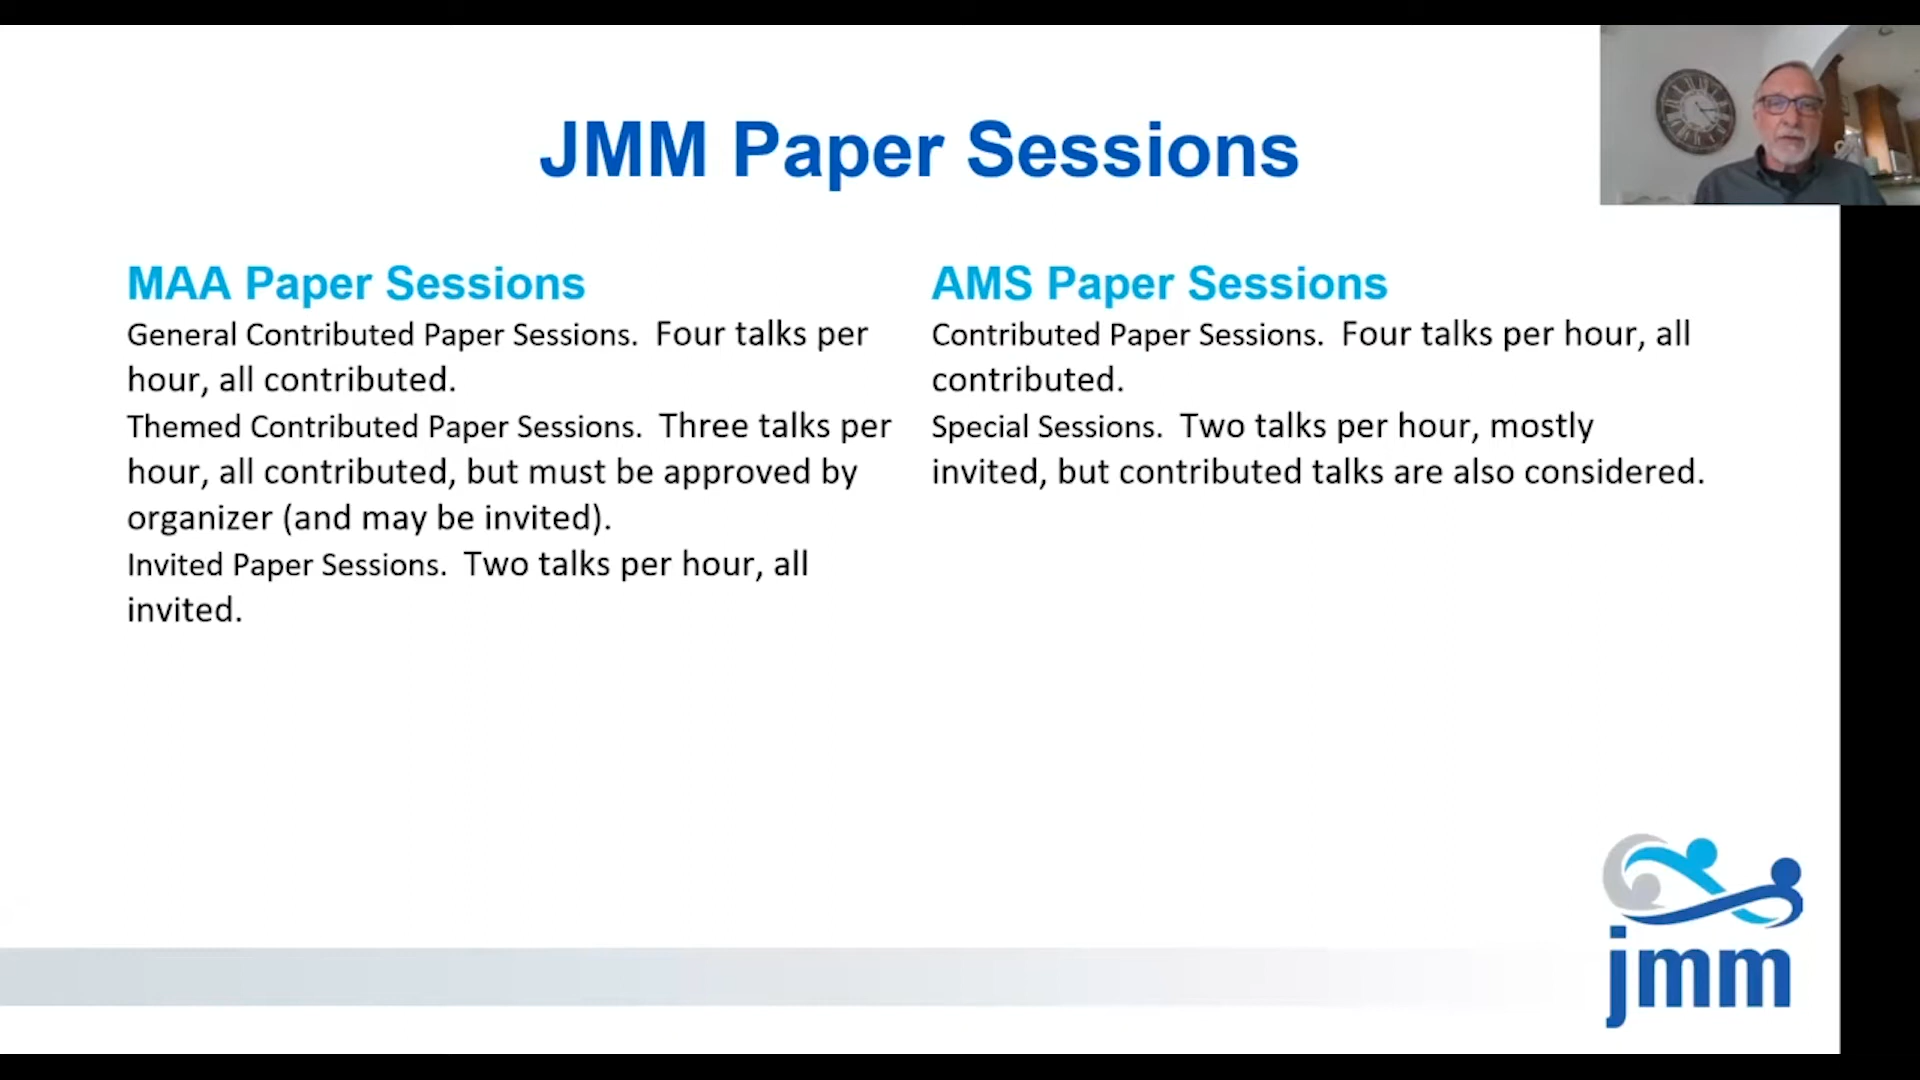 JMM Paper Sessions
MAA Paper Sessions
General Contributed Paper Sessions. Four talks per
hour, all contributed.
Themed Contributed Paper Sessions. Three talks per
hour, all contributed, but must be approved by
organizer (and may be invited).
Invited Paper Sessions. Two talks per hour, all
invited.
AMS Paper Sessions
Contributed Paper Sessions. Four talks per hour, all
contributed.
Special Sessions. Two talks per hour, mostly
invited, but contributed talks are also considered.
jmm